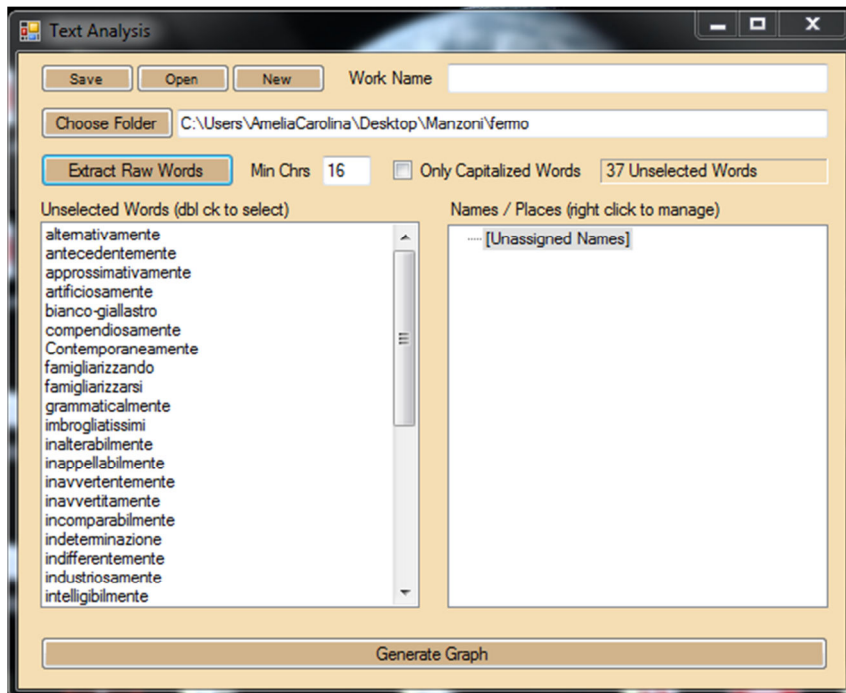 Text Analysis
Save Open New Work Name
Choose Folder C:\Users\AmeliaCarolina\Desktop\Manzoni\fermo
Extract Raw Words Min Chrs 16 Only Capitalized Words 37 Unselected Words
Unselected Words (dbl ck to select) Names / Places (right click to manage)
[Unassigned Names]
alternativamente
antecedentemente
approssimativamente
artificiosamente
bianco-giallastro
compendiosamente
Contemporaneamente
famigliarizzando
famigliarizzarsi
grammaticalmente
imbrogliatissimi
inalterabilmente
inappellabilmente
inavvertentemente
inavvertitamente
incomparabilmente
indeterminazione
indifferentemente
industriosamente
intelligibilmente
Generate Graph